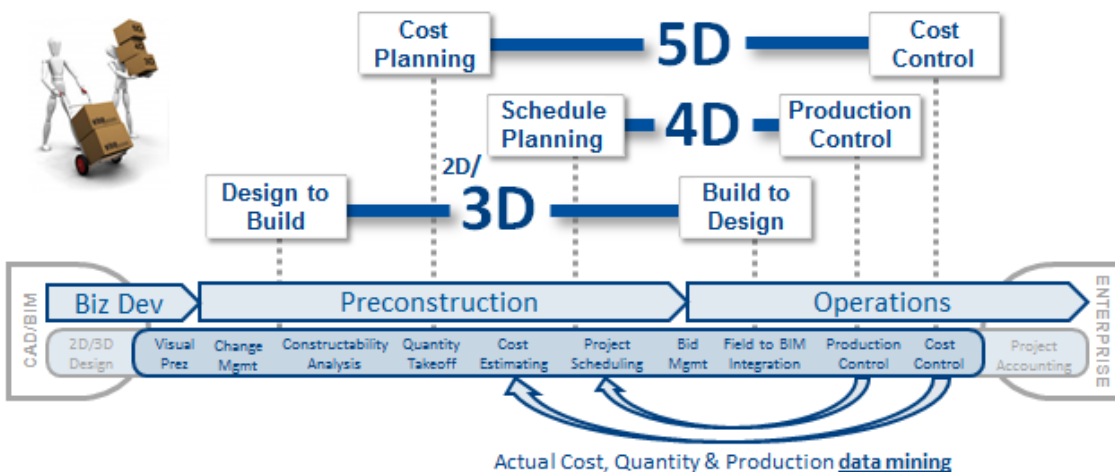 Cost
Planning
5D
Cost
Control
Schedule
Planning
4D
Production
Control
2D/
3D
Design to
Build
Build to
Design
CAD/BIM
Biz Dev
Preconstruction
Operations
ENTERPRISE
2D/3D
Design
Visual
Prez
Change
Mgmt
Constructability
Analysis
Quantity
Takeoff
Cost
Estimating
Project
Scheduling
Bid
Mgmt
Field to BIM
Integration
Production
Control
Cost
Control
Project
Accounting
Actual Cost, Quantity & Production data mining